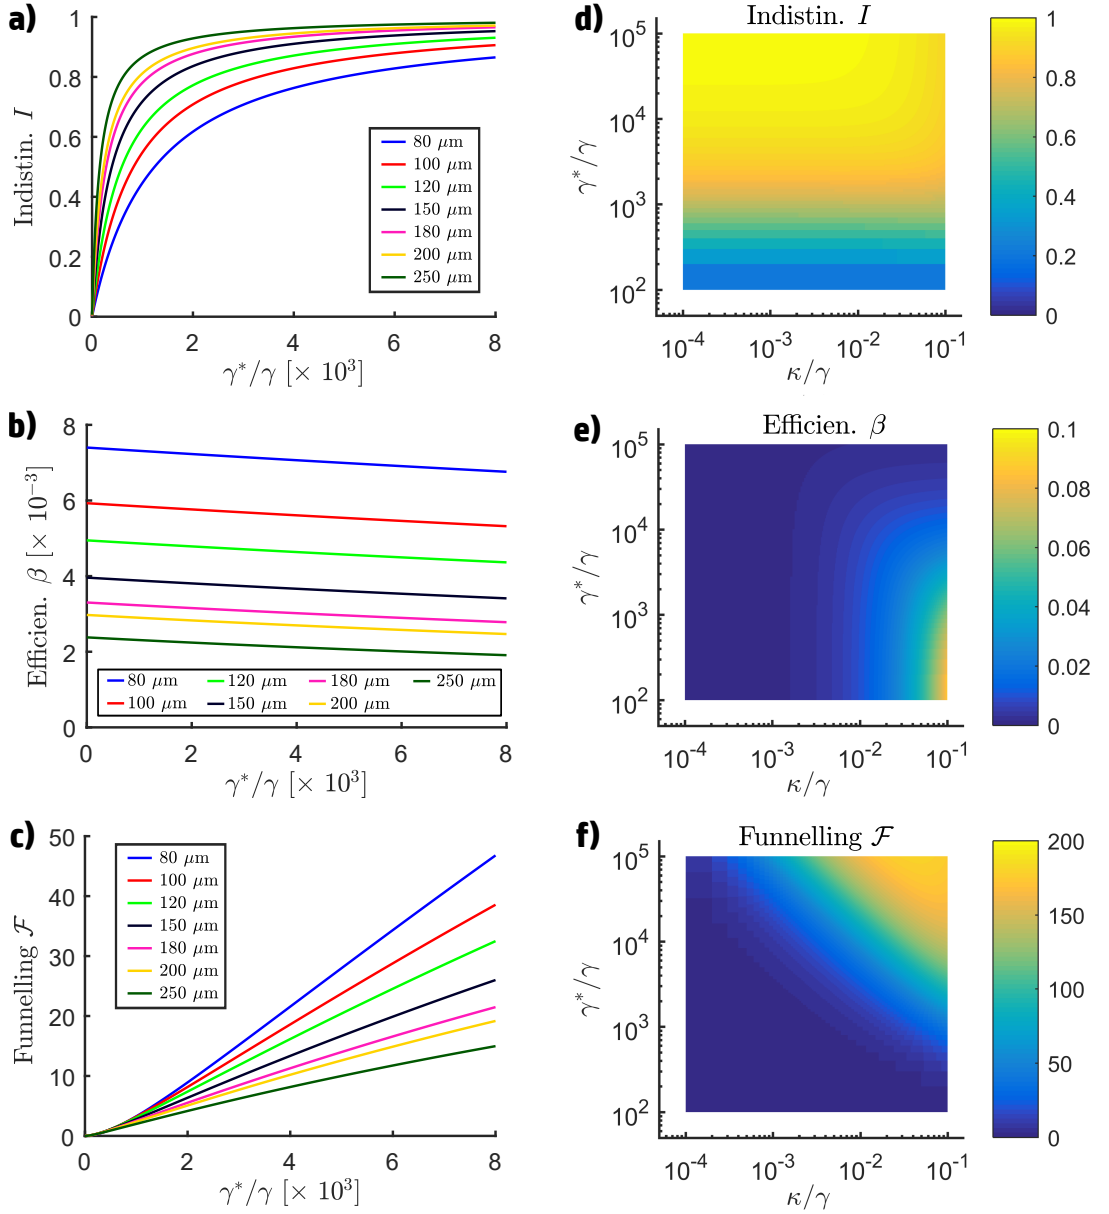 a)
1
0.8
0.6
0.4
0.2
0
Indistin. I
80 μm
100 μm
120 μm
150 μm
180 μm
200 μm
250 μm
0 2 4 6 8
γ*/γ [× 10³]
d)
Indistin. I
10⁵
10⁴
10³
10²
γ*/γ
10⁻⁴ 10⁻³ 10⁻² 10⁻¹
κ/γ
1
0.8
0.6
0.4
0.2
0
b)
8
6
4
2
0
Efficien. β [× 10⁻³]
80 μm 120 μm 180 μm 250 μm
100 μm 150 μm 200 μm
0 2 4 6 8
γ*/γ [× 10³]
e)
Efficien. β
10⁵
10⁴
10³
10²
γ*/γ
10⁻⁴ 10⁻³ 10⁻² 10⁻¹
κ/γ
0.1
0.08
0.06
0.04
0.02
0
c)
50
40
30
20
10
0
Funnelling ℱ
80 μm
100 μm
120 μm
150 μm
180 μm
200 μm
250 μm
0 2 4 6 8
γ*/γ [× 10³]
f)
Funnelling ℱ
10⁵
10⁴
10³
10²
γ*/γ
10⁻⁴ 10⁻³ 10⁻² 10⁻¹
κ/γ
200
150
100
50
0